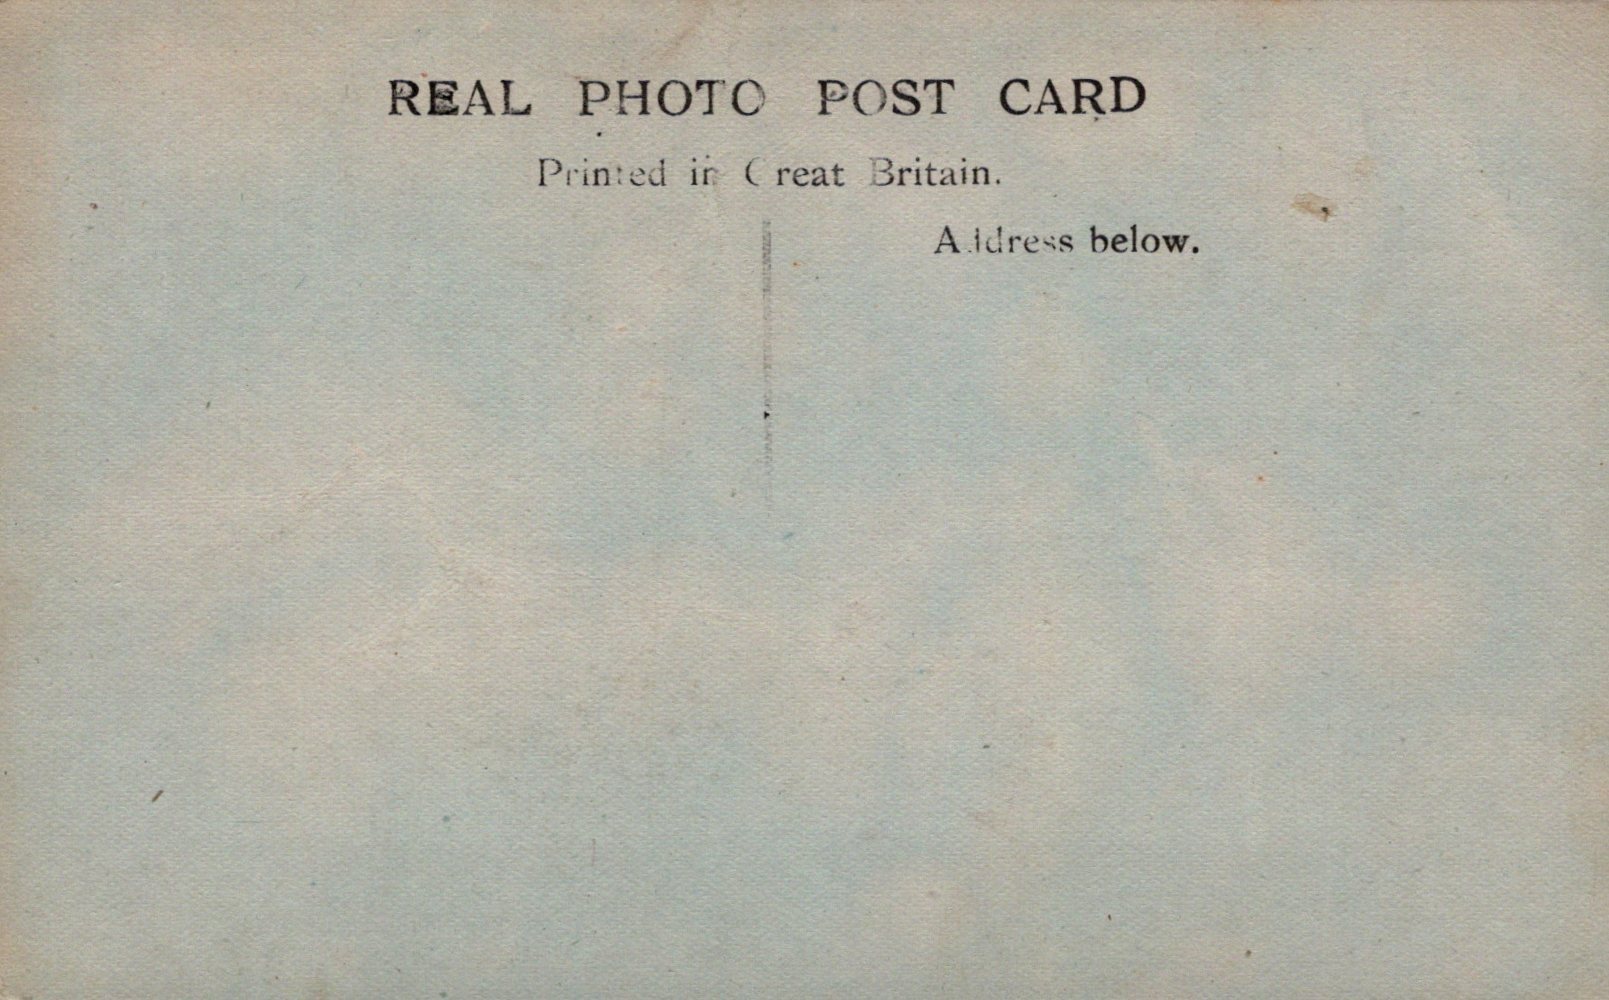 REAL PHOTO POST CARD
Printed in Great Britain.
Address below.